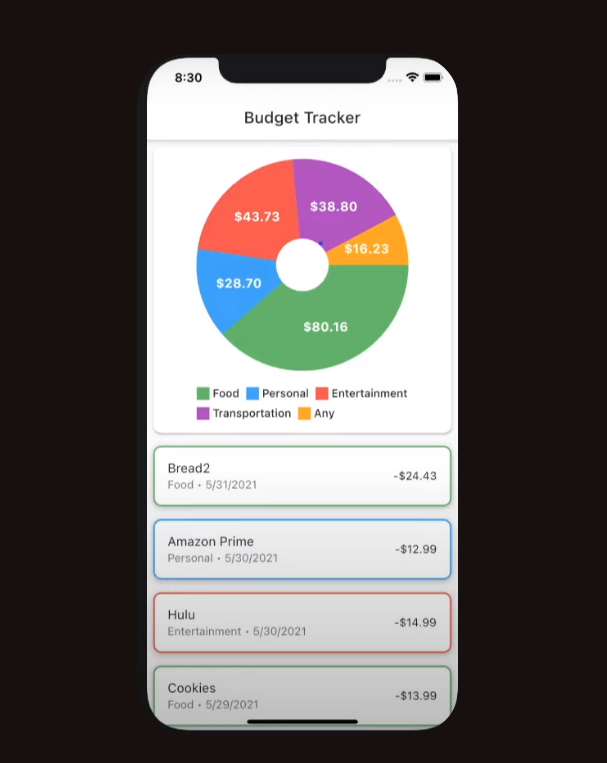 8:30
Budget Tracker
$43.73
$38.80
$16.23
$28.70
$80.16
Food Personal Entertainment
Transportation Any
Bread2
Food • 5/31/2021
-$24.43
Amazon Prime
Personal • 5/30/2021
-$12.99
Hulu
Entertainment • 5/30/2021
-$14.99
Cookies
Food • 5/29/2021
-$13.99